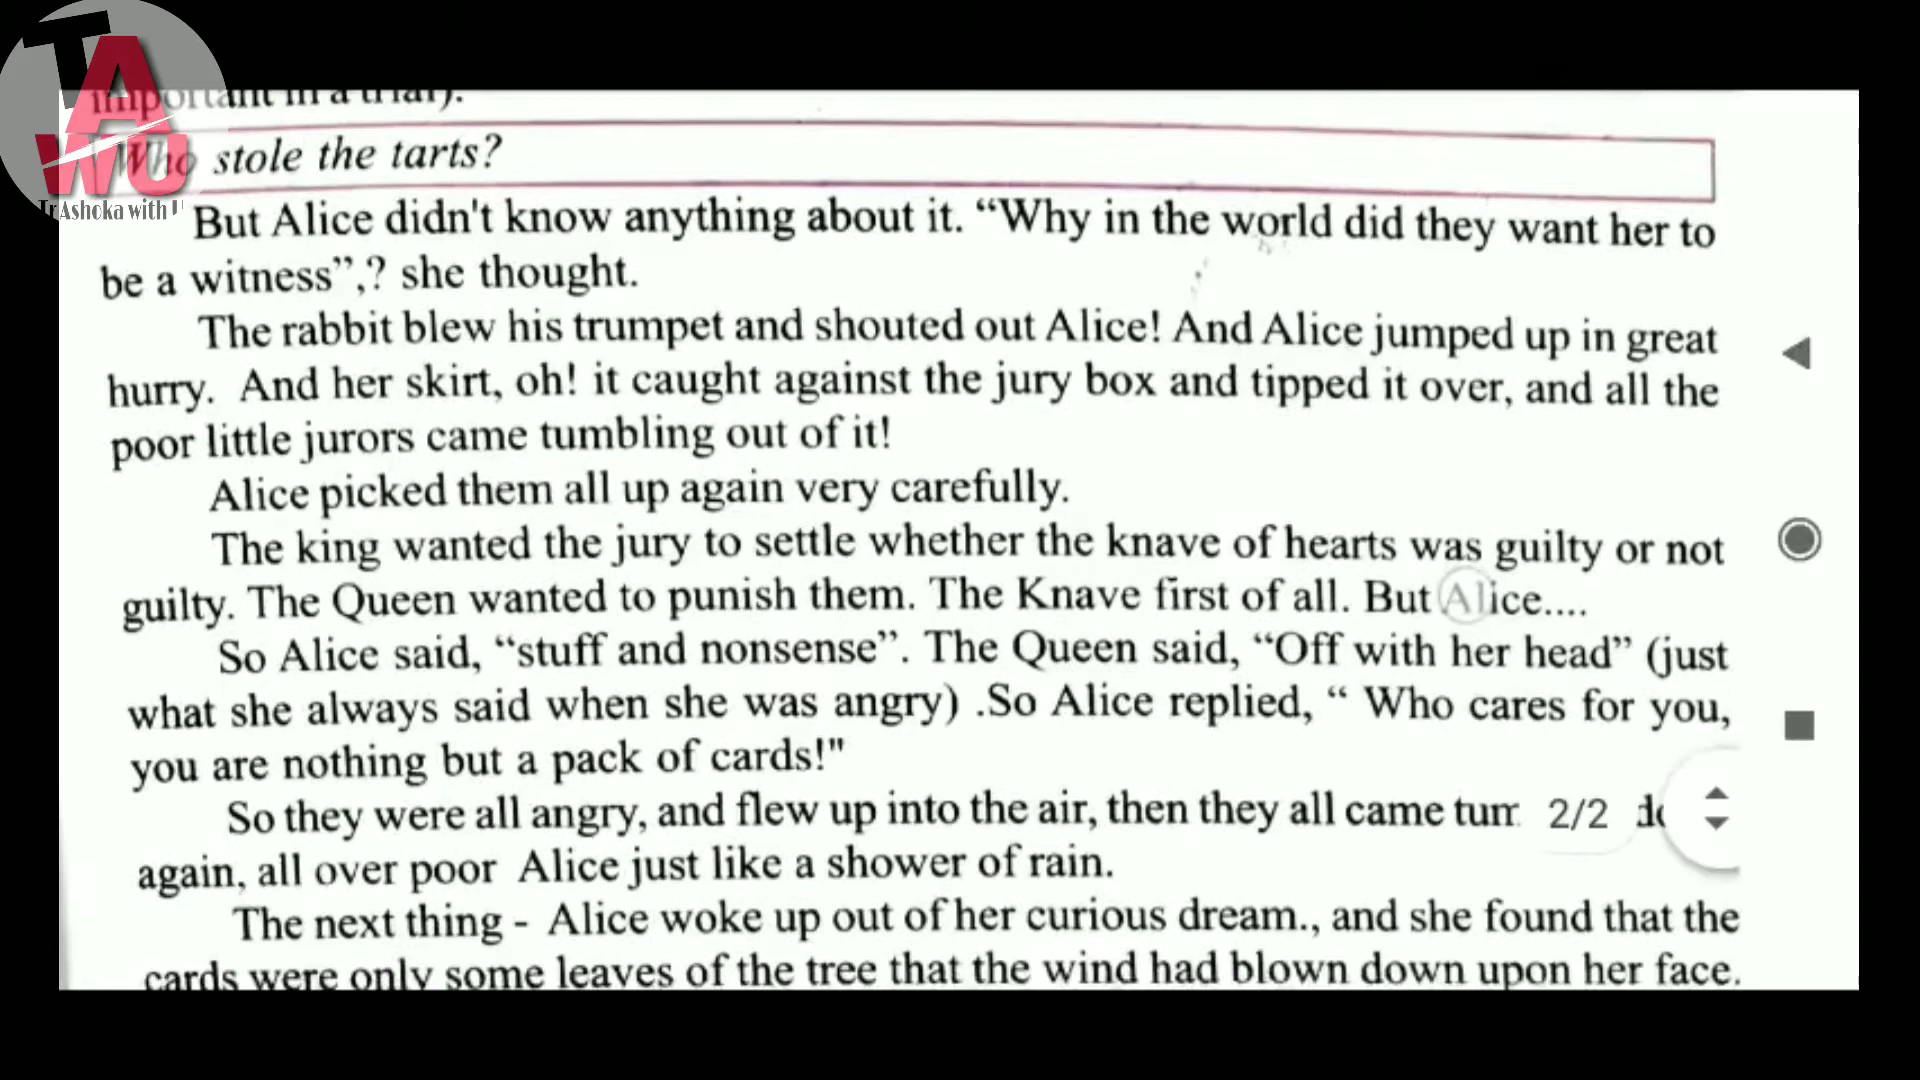 TAWU
Ashoka with
important in a trial).
Who stole the tarts?
But Alice didn't know anything about it. “Why in the world did they want her to
be a witness”,? she thought.
The rabbit blew his trumpet and shouted out Alice! And Alice jumped up in great
hurry. And her skirt, oh! it caught against the jury box and tipped it over, and all the
poor little jurors came tumbling out of it!
Alice picked them all up again very carefully.
The king wanted the jury to settle whether the knave of hearts was guilty or not
guilty. The Queen wanted to punish them. The Knave first of all. But Alice....
So Alice said, “stuff and nonsense”. The Queen said, “Off with her head” (just
what she always said when she was angry) .So Alice replied, “ Who cares for you,
you are nothing but a pack of cards!"
So they were all angry, and flew up into the air, then they all came
2/2
again, all over poor Alice just like a shower of rain.
The next thing - Alice woke up out of her curious dream., and she found that the
cards were only some leaves of the tree that the wind had blown down upon her face.